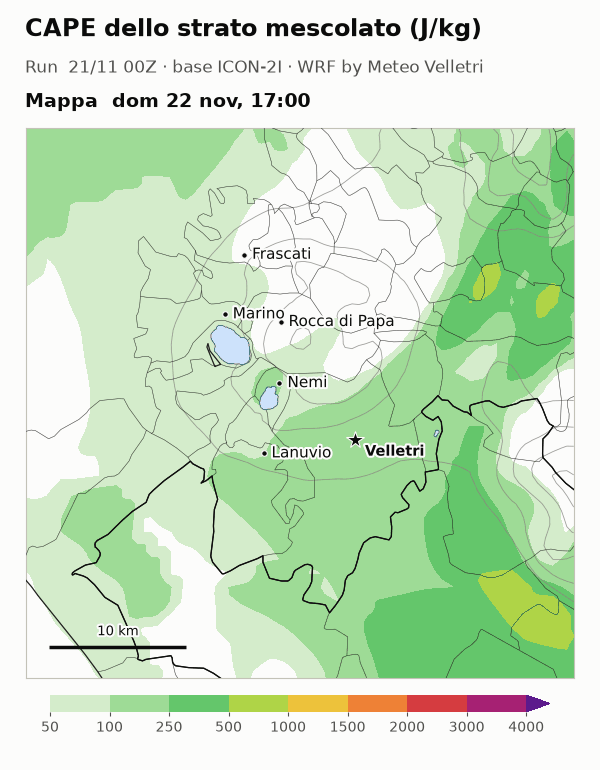 CAPE dello strato mescolato (J/kg)
Run  21/11 00Z · base ICON-2I · WRF by Meteo Velletri
Mappa  dom 22 nov, 17:00
Frascati
Marino
Rocca di Papa
Nemi
Velletri
Lanuvio
10 km
50 100 250 500 1000 1500 2000 3000 4000